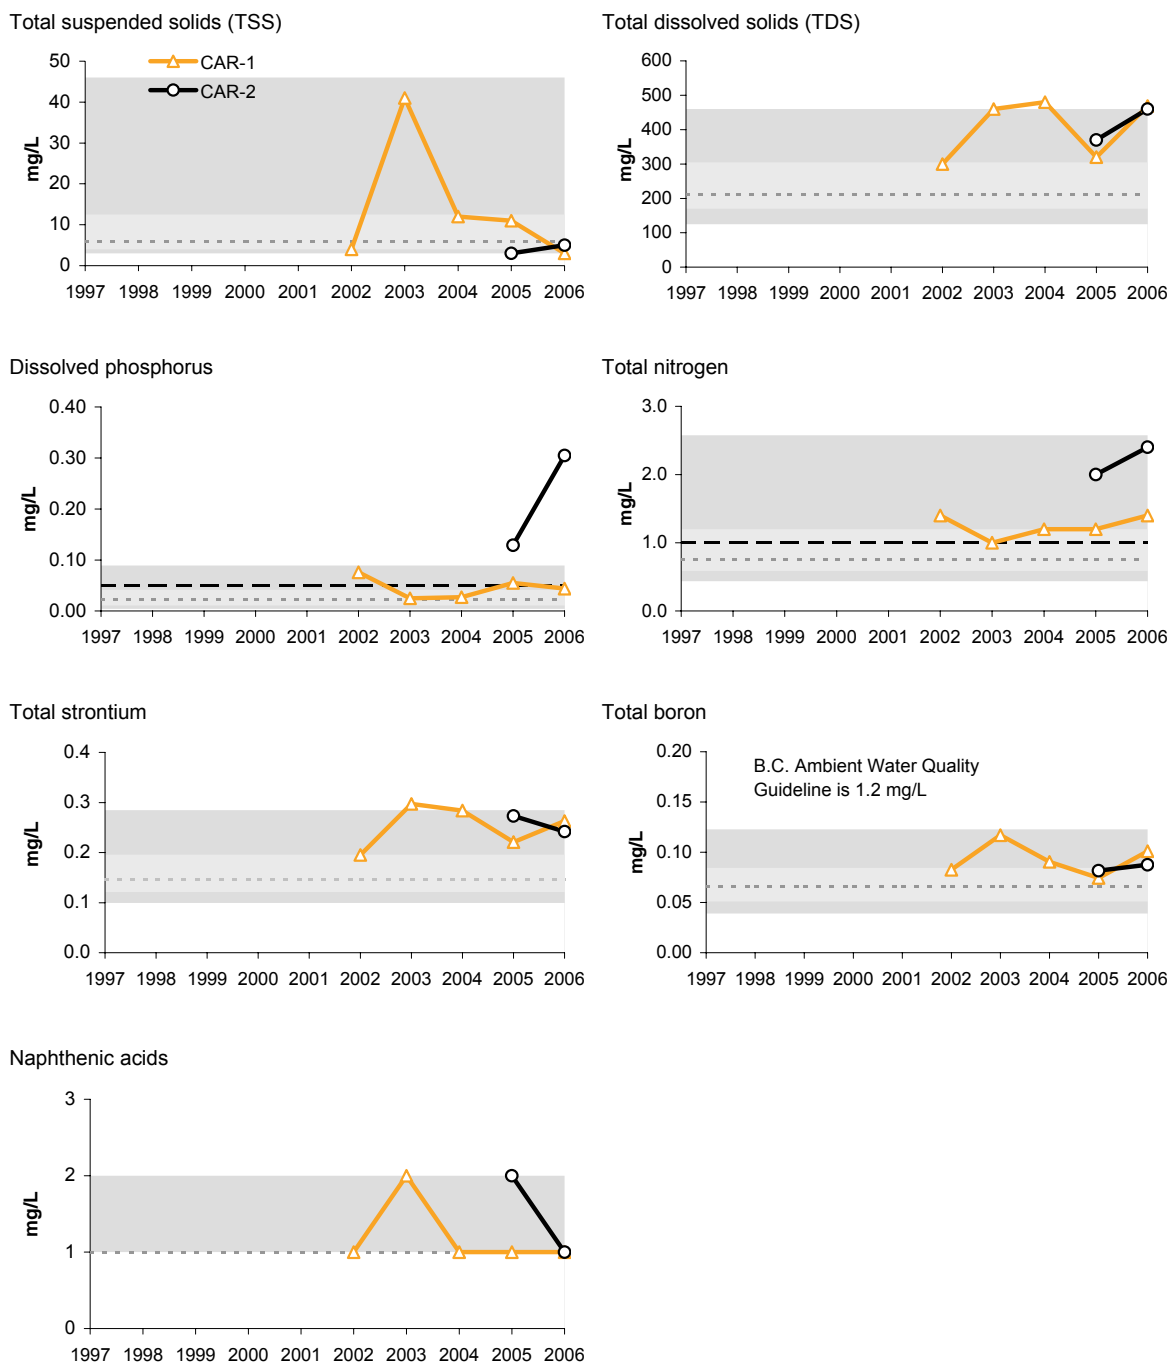 Total suspended solids (TSS)
mg/L
50
40
30
20
10
0
CAR-1
CAR-2
1997 1998 1999 2000 2001 2002 2003 2004 2005 2006
Total dissolved solids (TDS)
mg/L
600
500
400
300
200
100
0
1997 1998 1999 2000 2001 2002 2003 2004 2005 2006
Dissolved phosphorus
mg/L
0.40
0.30
0.20
0.10
0.00
1997 1998 1999 2000 2001 2002 2003 2004 2005 2006
Total nitrogen
mg/L
3.0
2.0
1.0
0.0
1997 1998 1999 2000 2001 2002 2003 2004 2005 2006
Total strontium
mg/L
0.4
0.3
0.2
0.1
0.0
1997 1998 1999 2000 2001 2002 2003 2004 2005 2006
Total boron
mg/L
0.20
0.15
0.10
0.05
0.00
B.C. Ambient Water Quality
Guideline is 1.2 mg/L
1997 1998 1999 2000 2001 2002 2003 2004 2005 2006
Naphthenic acids
mg/L
3
2
1
0
1997 1998 1999 2000 2001 2002 2003 2004 2005 2006